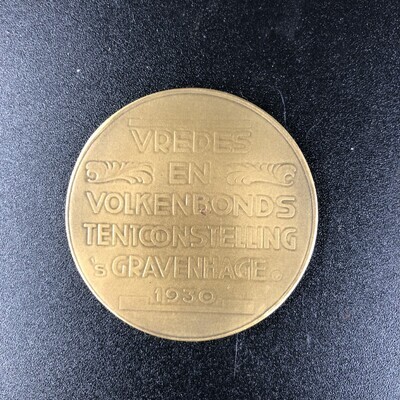 VREDES
EN
VOLKENBONDS
TENTOONSTELLING
'S GRAVENHAGE
1930